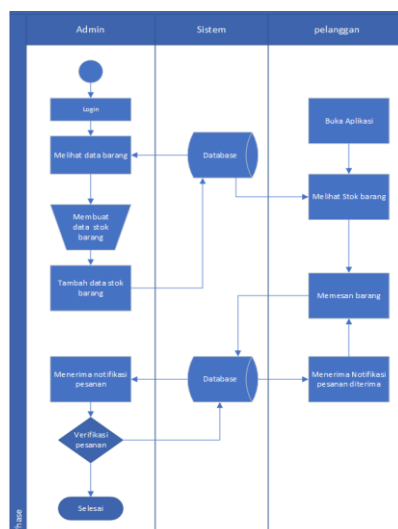 Admin
Sistem
pelanggan
Login
Buka Aplikasi
Melihat data barang
Database
Melihat Stok barang
Membuat
data stok
barang
Tambah data stok
barang
Memesan barang
Menerima notifikasi
pesanan
Database
Menerima Notifikasi
pesanan diterima
Verifikasi
pesanan
Selesai
hase